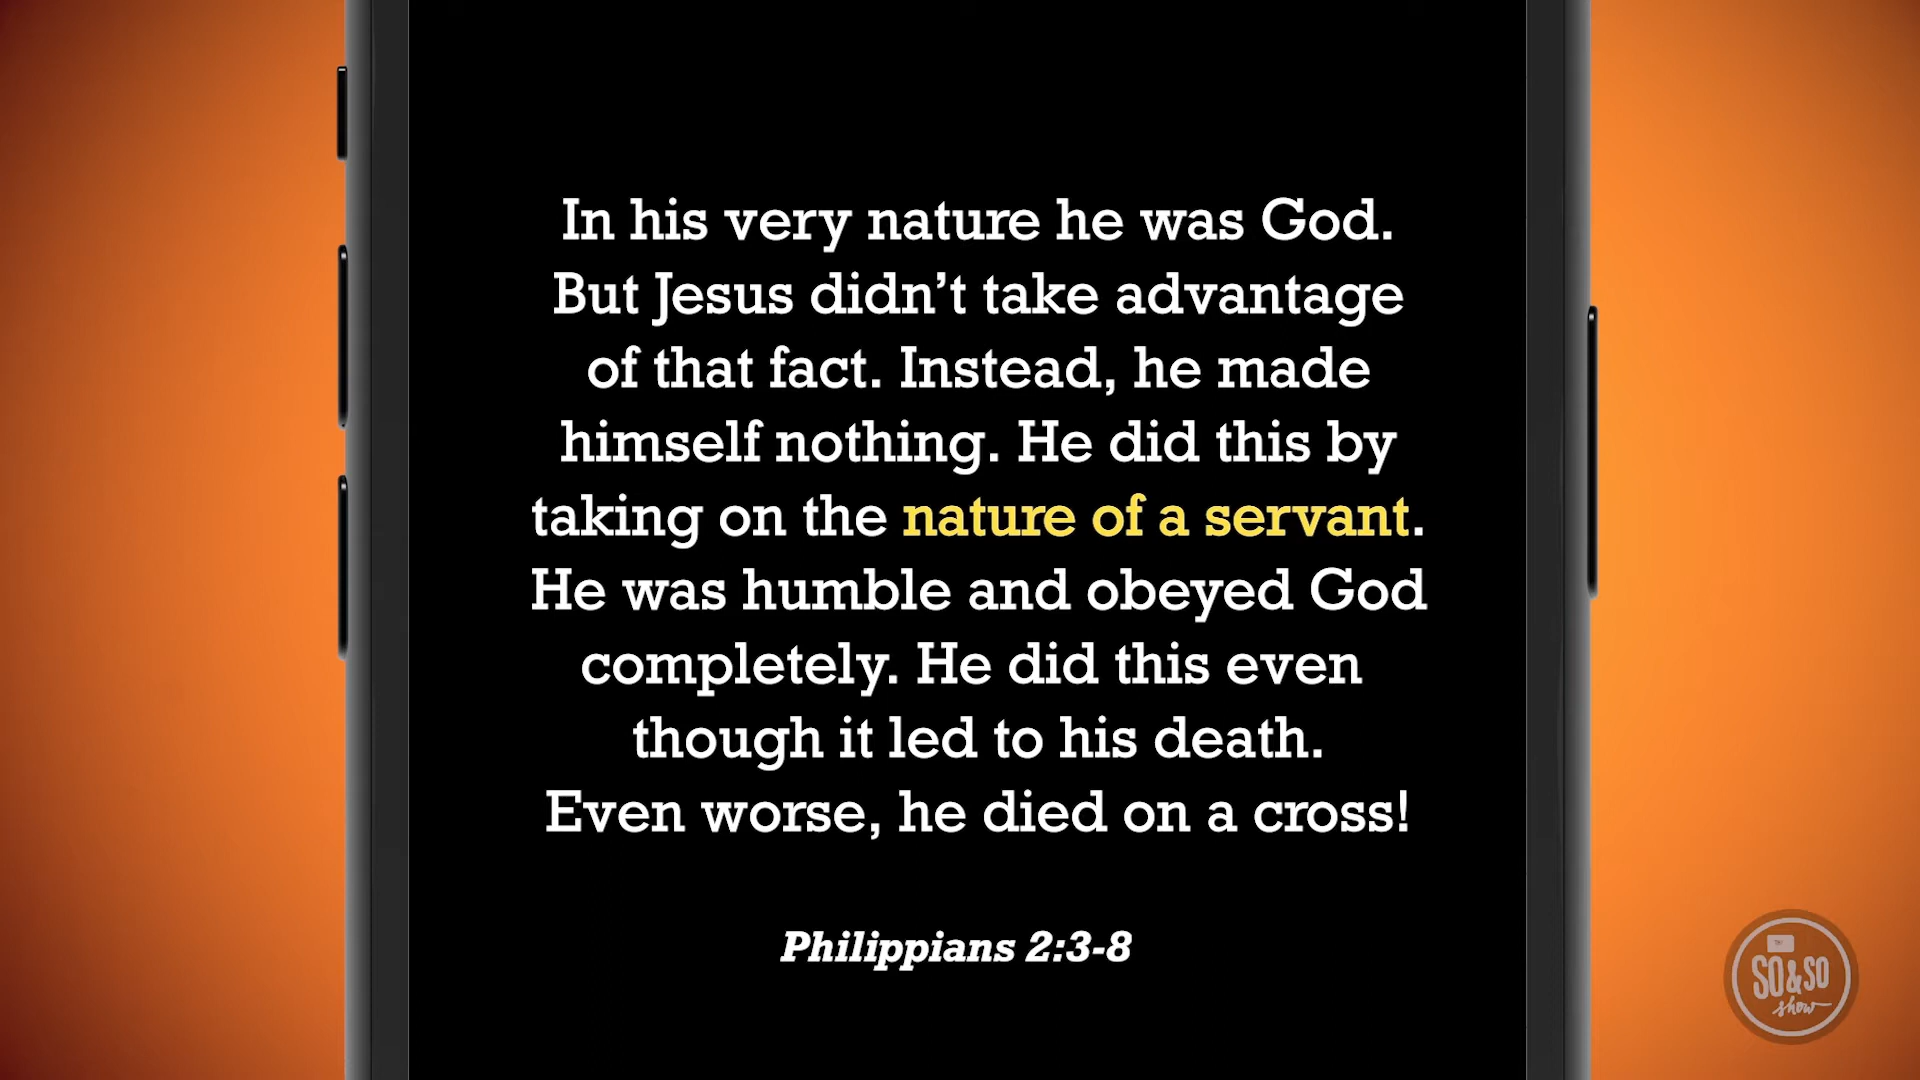 In his very nature he was God.
But Jesus didn’t take advantage
of that fact. Instead, he made
himself nothing. He did this by
taking on the nature of a servant.
He was humble and obeyed God
completely. He did this even
though it led to his death.
Even worse, he died on a cross!
Philippians 2:3-8
SO&SO
show